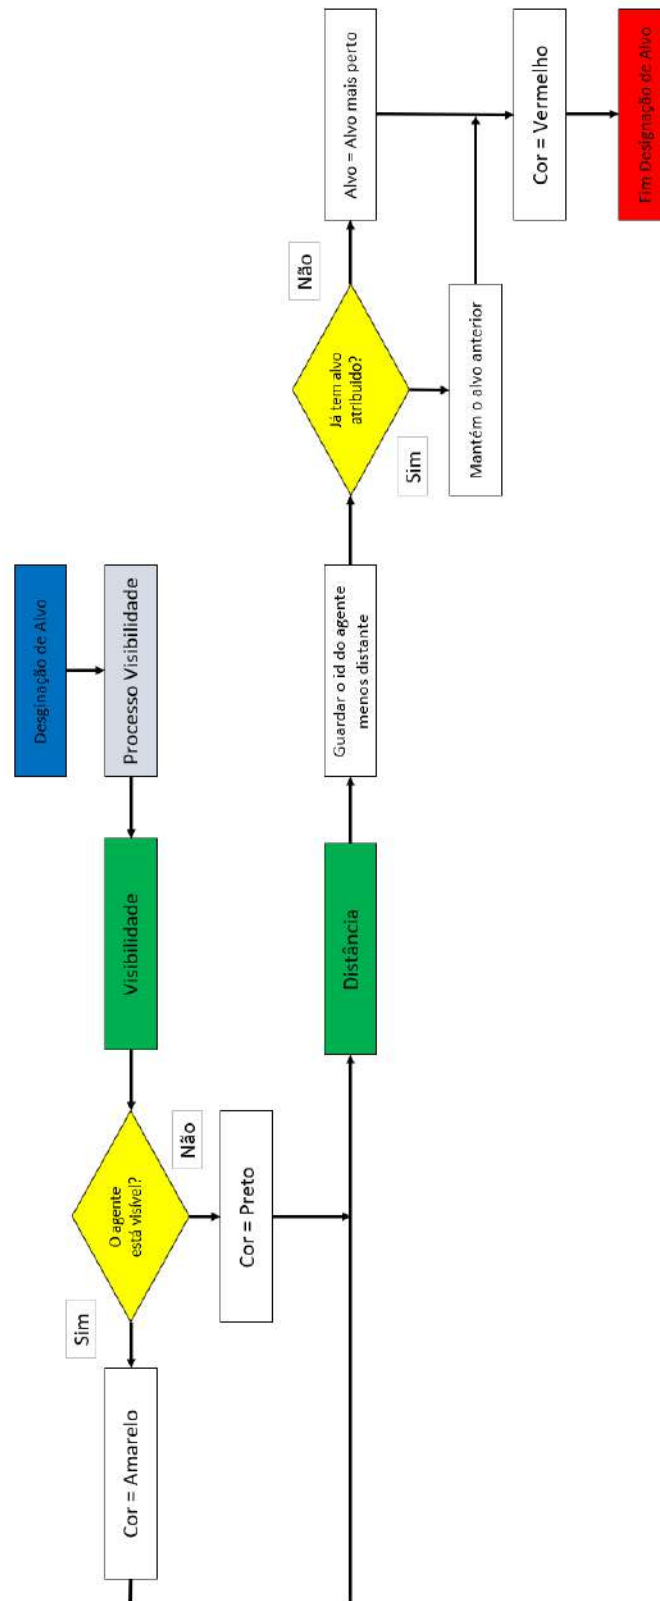 Desginação de Alvo
Processo Visibilidade
Visibilidade
O agente
está visível?
Sim
Não
Cor = Amarelo
Cor = Preto
Distância
Guardar o id do agente
menos distante
Já tem alvo
atribuido?
Não
Sim
Alvo = Alvo mais perto
Mantém o alvo anterior
Cor = Vermelho
Fim Designação de Alvo